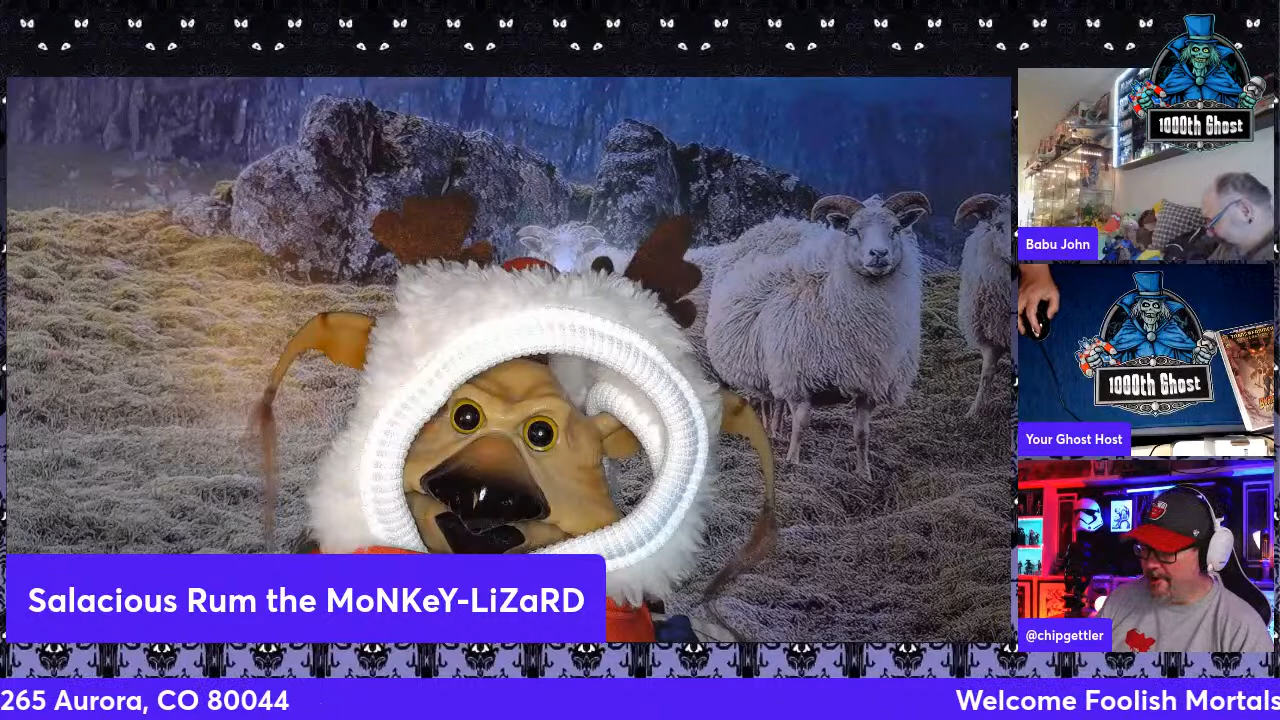 1000th Ghost
Babu John
1000th Ghost
Your Ghost Host
Salacious Rum the MoNKeY-LiZaRD
@chipgettler
265 Aurora, CO 80044
Welcome Foolish Mortals